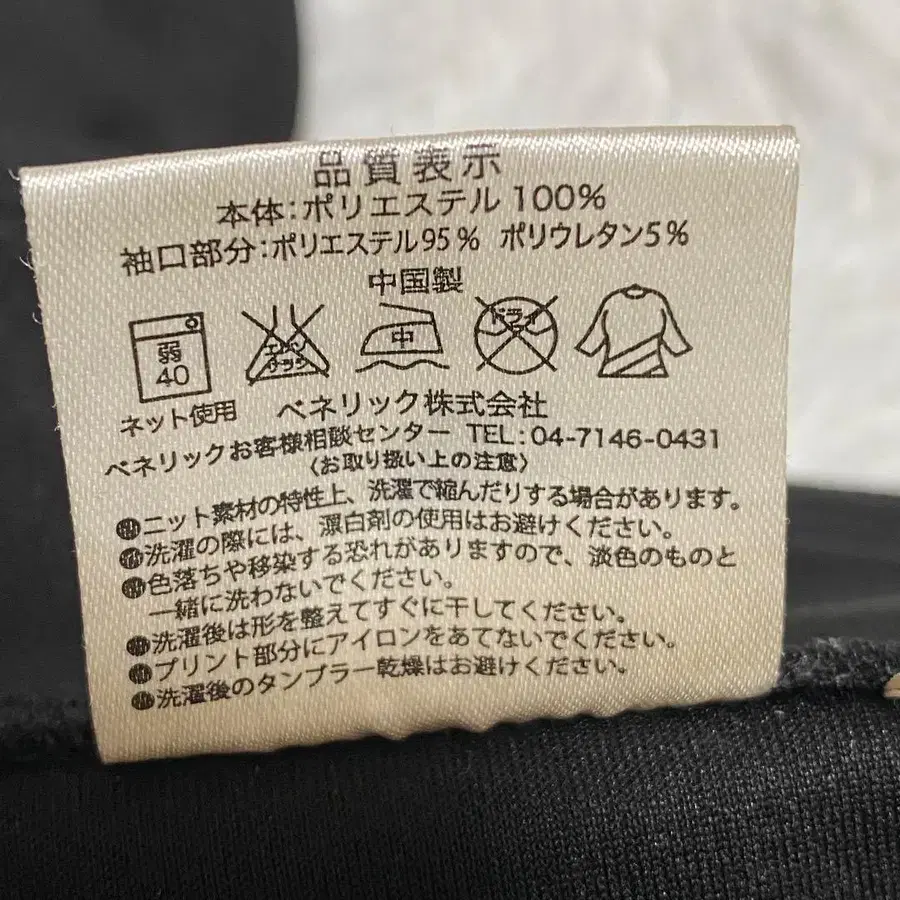 品質表示
本体:ポリエステル 100%
袖口部分:ポリエステル95% ポリウレタン5%
中国製
弱
40
エンソ
サラシ
中
ドライ
ネット使用 ベネリック株式会社
ベネリックお客様相談センター TEL:04-7146-0431
〈お取り扱い上の注意〉
●ニット素材の特性上、洗濯で縮んだりする場合があります。
●洗濯の際には、漂白剤の使用はお避けください。
●色落ちや移染する恐れがありますので、淡色のものと
一緒に洗わないでください。
●洗濯後は形を整えてすぐに干してください。
●プリント部分にアイロンをあてないでください。
●洗濯後のタンブラー乾燥はお避けください。